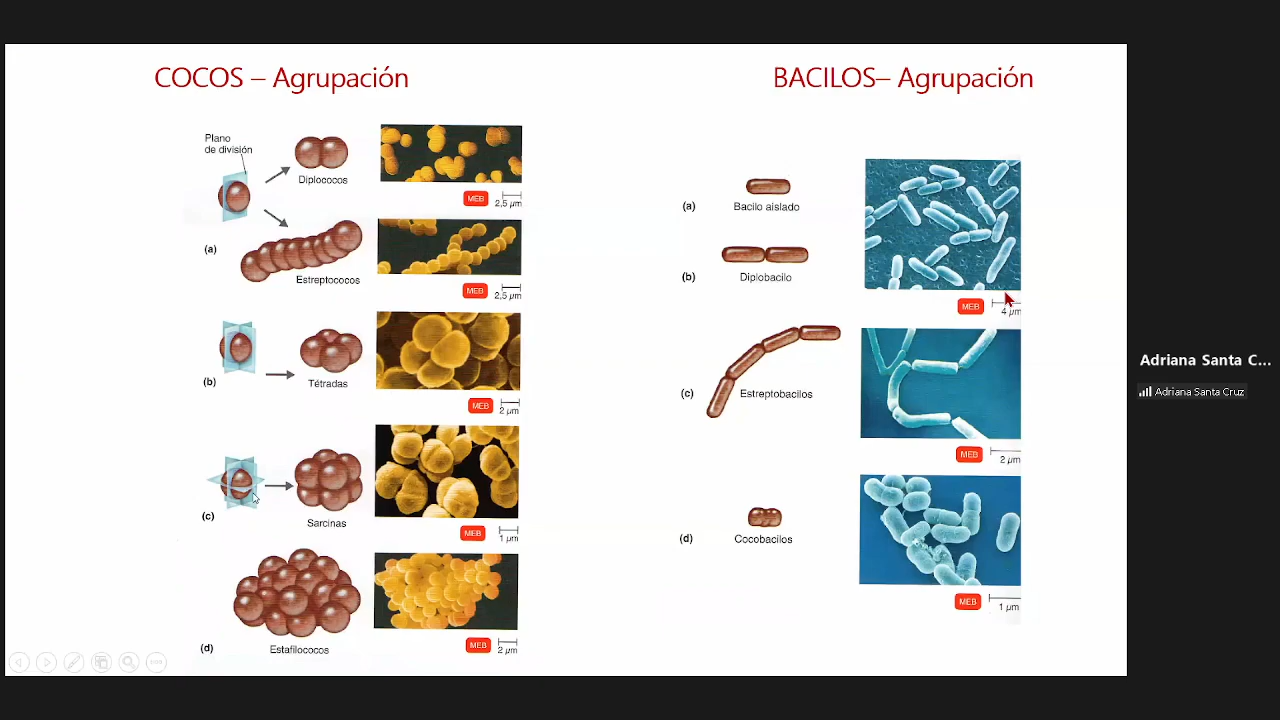 COCOS – Agrupación
Plano
de división
Diplococos
MEB
2,5 µm
(a)
Estreptococos
MEB
2,5 µm
(b)
Tétradas
MEB
2 µm
(c)
Sarcinas
MEB
1 µm
(d)
Estafilococos
MEB
2 µm
BACILOS– Agrupación
(a)
Bacilo aislado
(b)
Diplobacilo
MEB
4 µm
(c)
Estreptobacilos
MEB
2 µm
(d)
Cocobacilos
MEB
1 µm
Adriana Santa C...
Adriana Santa Cruz